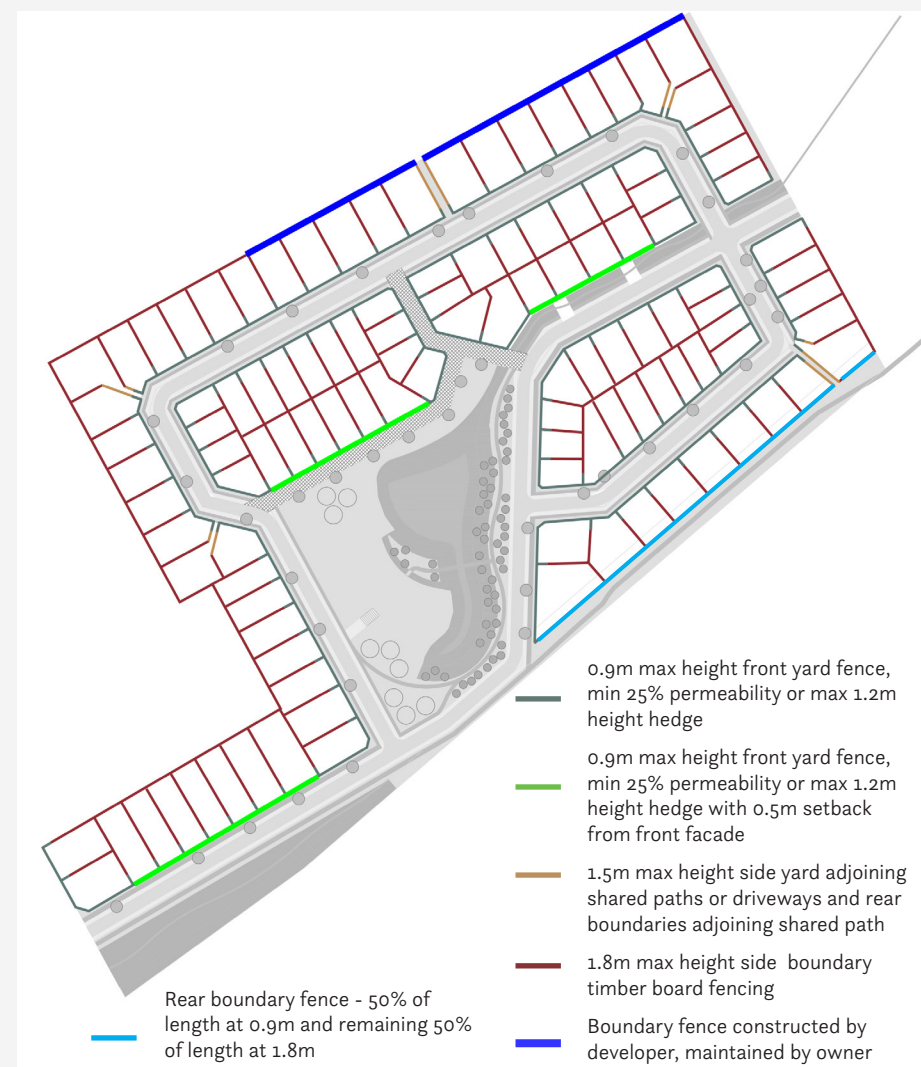 0.9m max height front yard fence,
min 25% permeability or max 1.2m
height hedge
0.9m max height front yard fence,
min 25% permeability or max 1.2m
height hedge with 0.5m setback
from front facade
1.5m max height side yard adjoining
shared paths or driveways and rear
boundaries adjoining shared path
1.8m max height side boundary
timber board fencing
Boundary fence constructed by
developer, maintained by owner
Rear boundary fence - 50% of
length at 0.9m and remaining 50%
of length at 1.8m